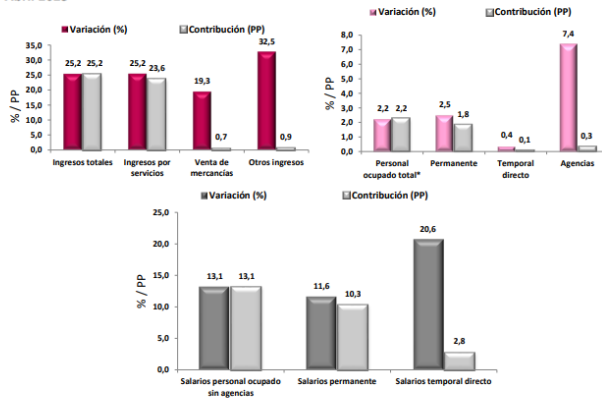 Variación (%) Contribución (PP)
35,0
30,0
25,0
20,0
15,0
10,0
5,0
0,0
% / PP
25,2 25,2 25,2 23,6 19,3 0,7 32,5 0,9
Ingresos totales Ingresos por servicios Venta de mercancías Otros ingresos
Variación (%) Contribución (PP)
8,0
7,0
6,0
5,0
4,0
3,0
2,0
1,0
0,0
% / PP
2,2 2,2 2,5 1,8 0,4 0,1 7,4 0,3
Personal ocupado total* Permanente Temporal directo Agencias
Variación (%) Contribución (PP)
25,0
20,0
15,0
10,0
5,0
0,0
% / PP
13,1 13,1 11,6 10,3 20,6 2,8
Salarios personal ocupado sin agencias Salarios permanente Salarios temporal directo